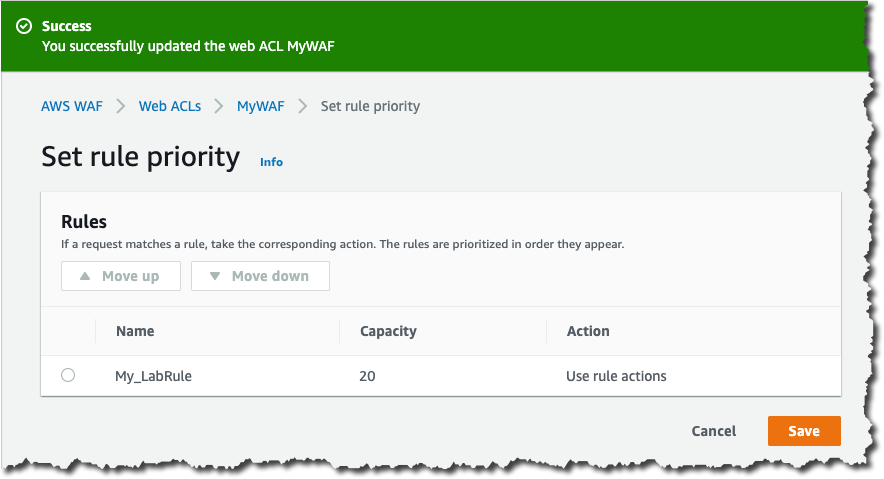 Success
You successfully updated the web ACL MyWAF
AWS WAF > Web ACLs > MyWAF > Set rule priority
Set rule priority Info
Rules
If a request matches a rule, take the corresponding action. The rules are prioritized in order they appear.
Move up Move down
Name Capacity Action
My_LabRule 20 Use rule actions
Cancel Save